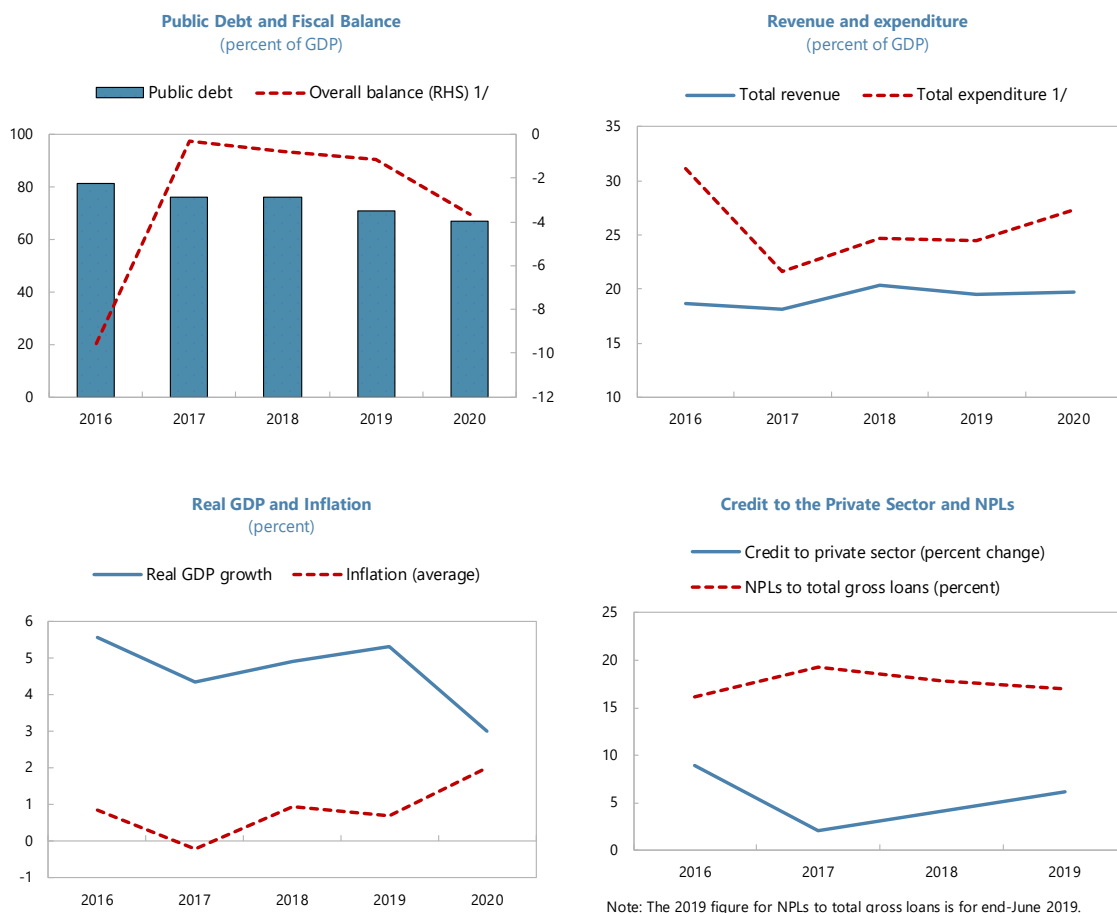 Public Debt and Fiscal Balance
(percent of GDP)
Public debt
Overall balance (RHS) 1/
100
80
60
40
20
0
0
-2
-4
-6
-8
-10
-12
2016 2017 2018 2019 2020
Revenue and expenditure
(percent of GDP)
Total revenue
Total expenditure 1/
35
30
25
20
15
10
2016 2017 2018 2019 2020
Real GDP and Inflation
(percent)
Real GDP growth
Inflation (average)
6
5
4
3
2
1
0
-1
2016 2017 2018 2019 2020
Credit to the Private Sector and NPLs
Credit to private sector (percent change)
NPLs to total gross loans (percent)
25
20
15
10
5
0
2016 2017 2018 2019
Note: The 2019 figure for NPLs to total gross loans is for end-June 2019.